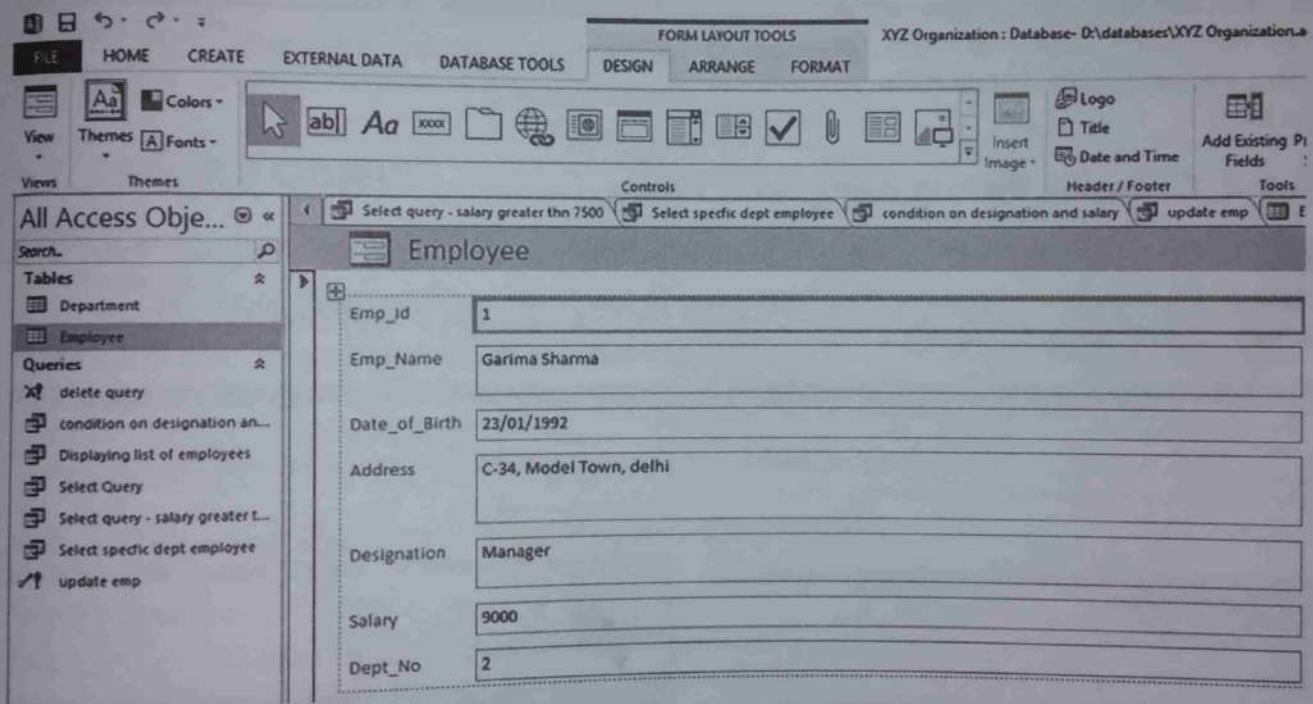 FORM LAYOUT TOOLS
XYZ Organization : Database- D:\databases\XYZ Organization.a
FILE HOME CREATE EXTERNAL DATA DATABASE TOOLS DESIGN ARRANGE FORMAT
View
Themes
Colors
Fonts
ab|
Aa
XXXX
Insert
Image
Logo
Title
Date and Time
Add Existing
Fields
Views
Themes
Controls
Header / Footer
Tools
All Access Obje...
Search..
Tables
Department
Employee
Queries
delete query
condition on designation an...
Displaying list of employees
Select Query
Select query - salary greater t...
Select specfic dept employee
update emp
Select query - salary greater thn 7500
Select specfic dept employee
condition on designation and salary
update emp
E
Employee
Emp_Id 1
Emp_Name Garima Sharma
Date_of_Birth 23/01/1992
Address C-34, Model Town, delhi
Designation Manager
Salary 9000
Dept_No 2